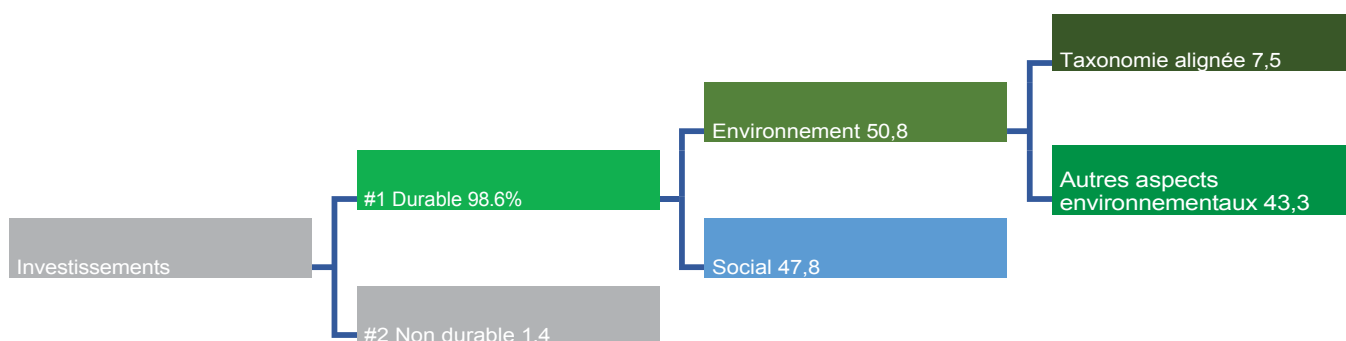 Taxonomie alignée 7,5
Environnement 50,8
Autres aspects
environnementaux 43,3
#1 Durable 98.6%
Investissements
Social 47,8
#2 Non durable 1,4